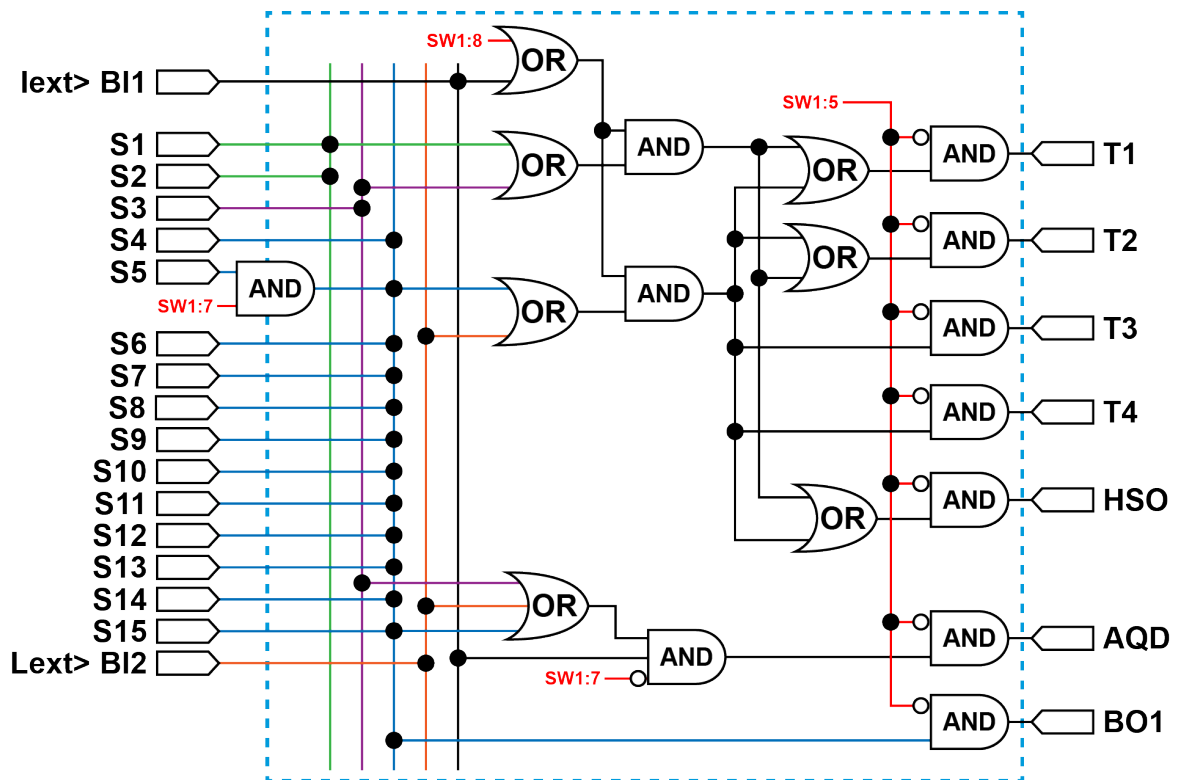 SW1:8
OR
Iext> BI1
SW1:5
S1
AND
AND
T1
S2
OR
OR
S3
S4
AND
T2
S5
OR
AND
AND
SW1:7
OR
S6
AND
T3
S7
S8
AND
T4
S9
S10
S11
AND
HSO
OR
S12
S13
S14
OR
S15
AND
AQD
Lext> BI2
AND
SW1:7
AND
BO1